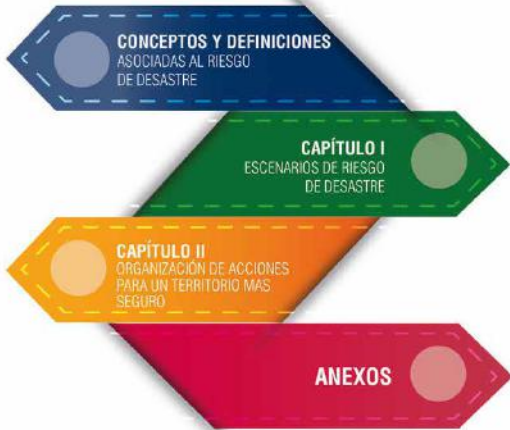 CONCEPTOS Y DEFINICIONES
ASOCIADAS AL RIESGO
DE DESASTRE
CAPÍTULO I
ESCENARIOS DE RIESGO
DE DESASTRE
CAPÍTULO II
ORGANIZACIÓN DE ACCIONES
PARA UN TERRITORIO MAS
SEGURO
ANEXOS